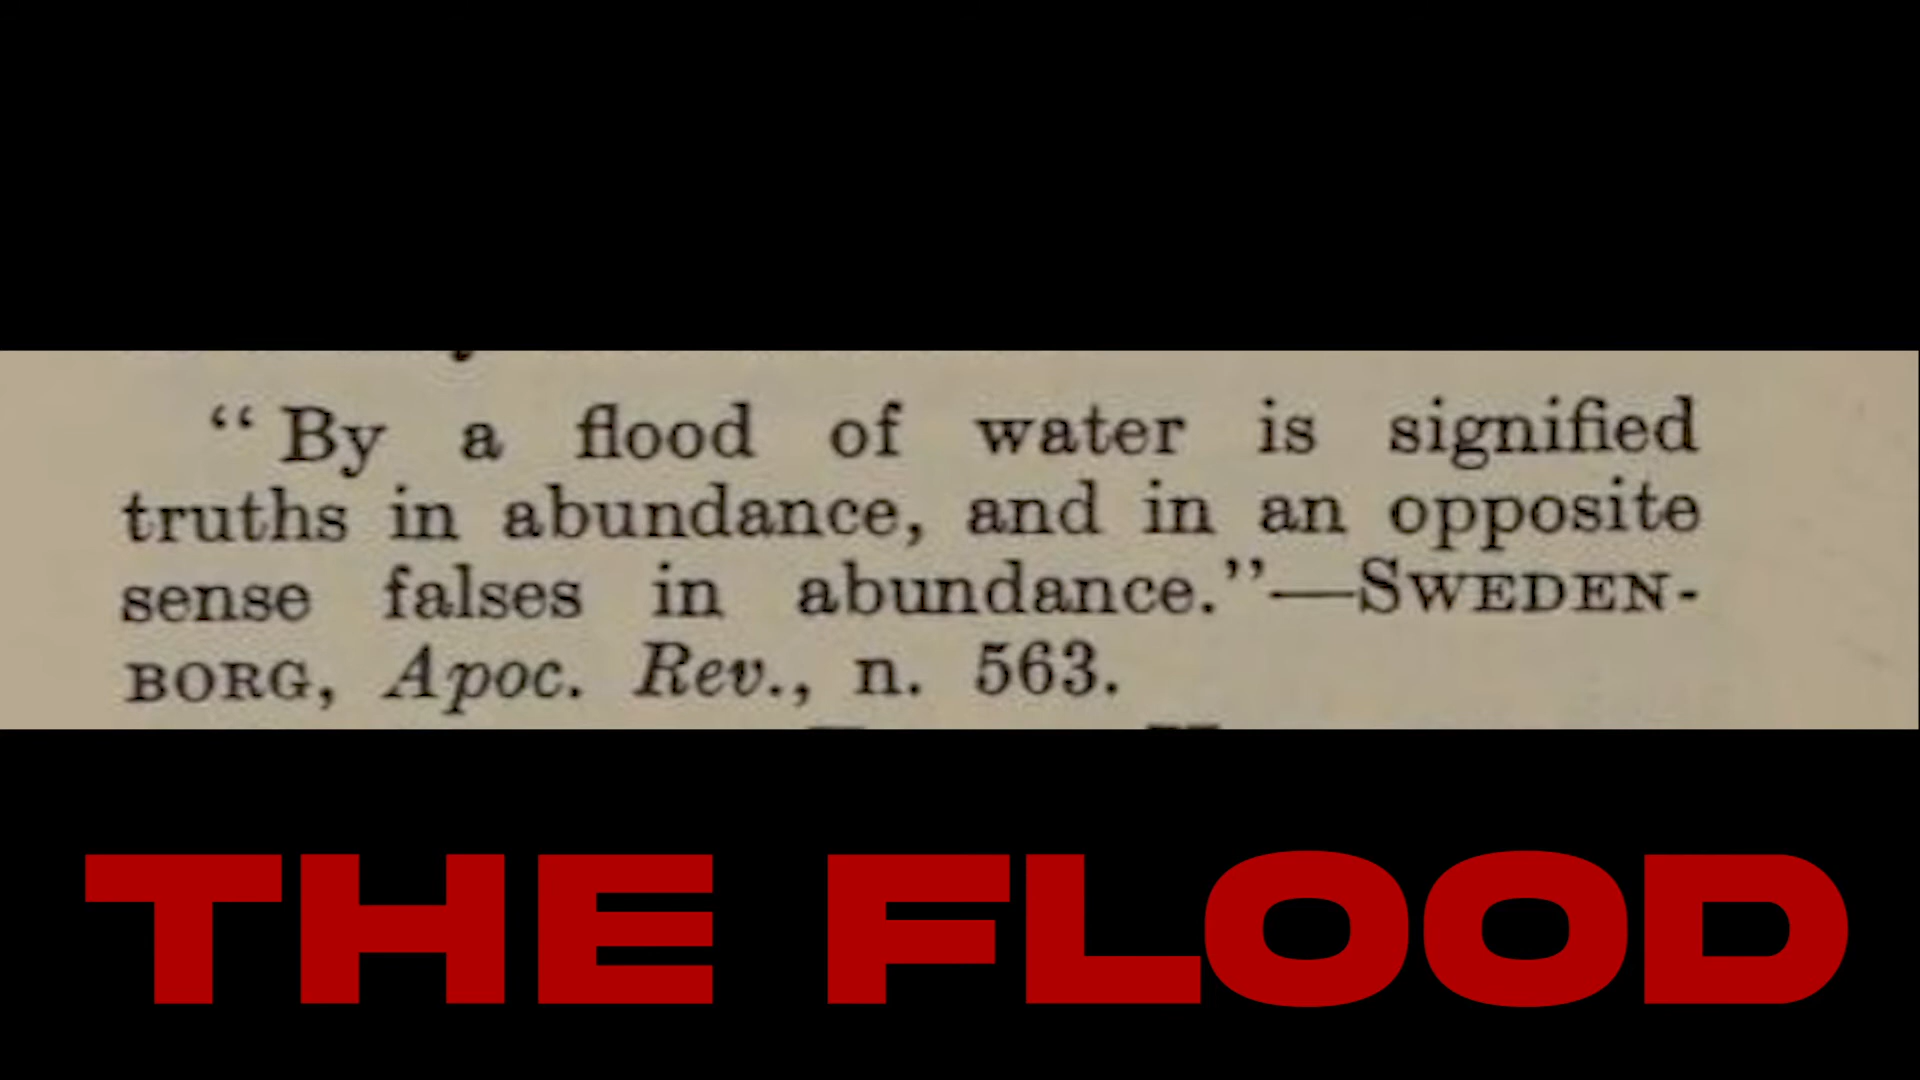 “By a flood of water is signified
truths in abundance, and in an opposite
sense falses in abundance.”—SWEDEN-
BORG, Apoc. Rev., n. 563.
THE FLOOD